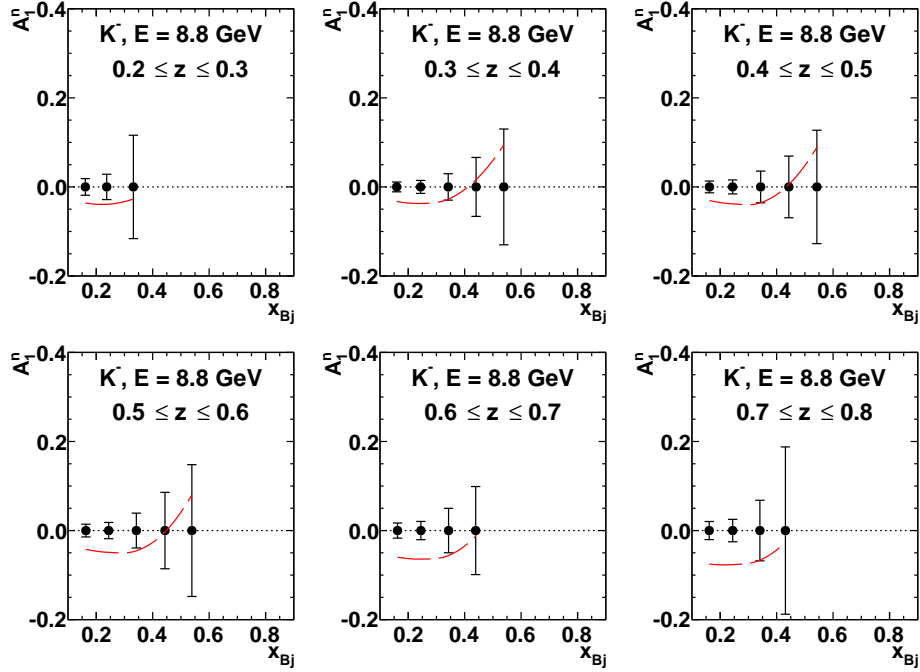 A₁ⁿ
0.4
K⁻, E = 8.8 GeV
0.2 ≤ z ≤ 0.3
0.2
0.0
-0.2
0.2 0.4 0.6 0.8
x_Bj
A₁ⁿ
0.4
K⁻, E = 8.8 GeV
0.3 ≤ z ≤ 0.4
0.2
0.0
-0.2
0.2 0.4 0.6 0.8
x_Bj
A₁ⁿ
0.4
K⁻, E = 8.8 GeV
0.4 ≤ z ≤ 0.5
0.2
0.0
-0.2
0.2 0.4 0.6 0.8
x_Bj
A₁ⁿ
0.4
K⁻, E = 8.8 GeV
0.5 ≤ z ≤ 0.6
0.2
0.0
-0.2
0.2 0.4 0.6 0.8
x_Bj
A₁ⁿ
0.4
K⁻, E = 8.8 GeV
0.6 ≤ z ≤ 0.7
0.2
0.0
-0.2
0.2 0.4 0.6 0.8
x_Bj
A₁ⁿ
0.4
K⁻, E = 8.8 GeV
0.7 ≤ z ≤ 0.8
0.2
0.0
-0.2
0.2 0.4 0.6 0.8
x_Bj